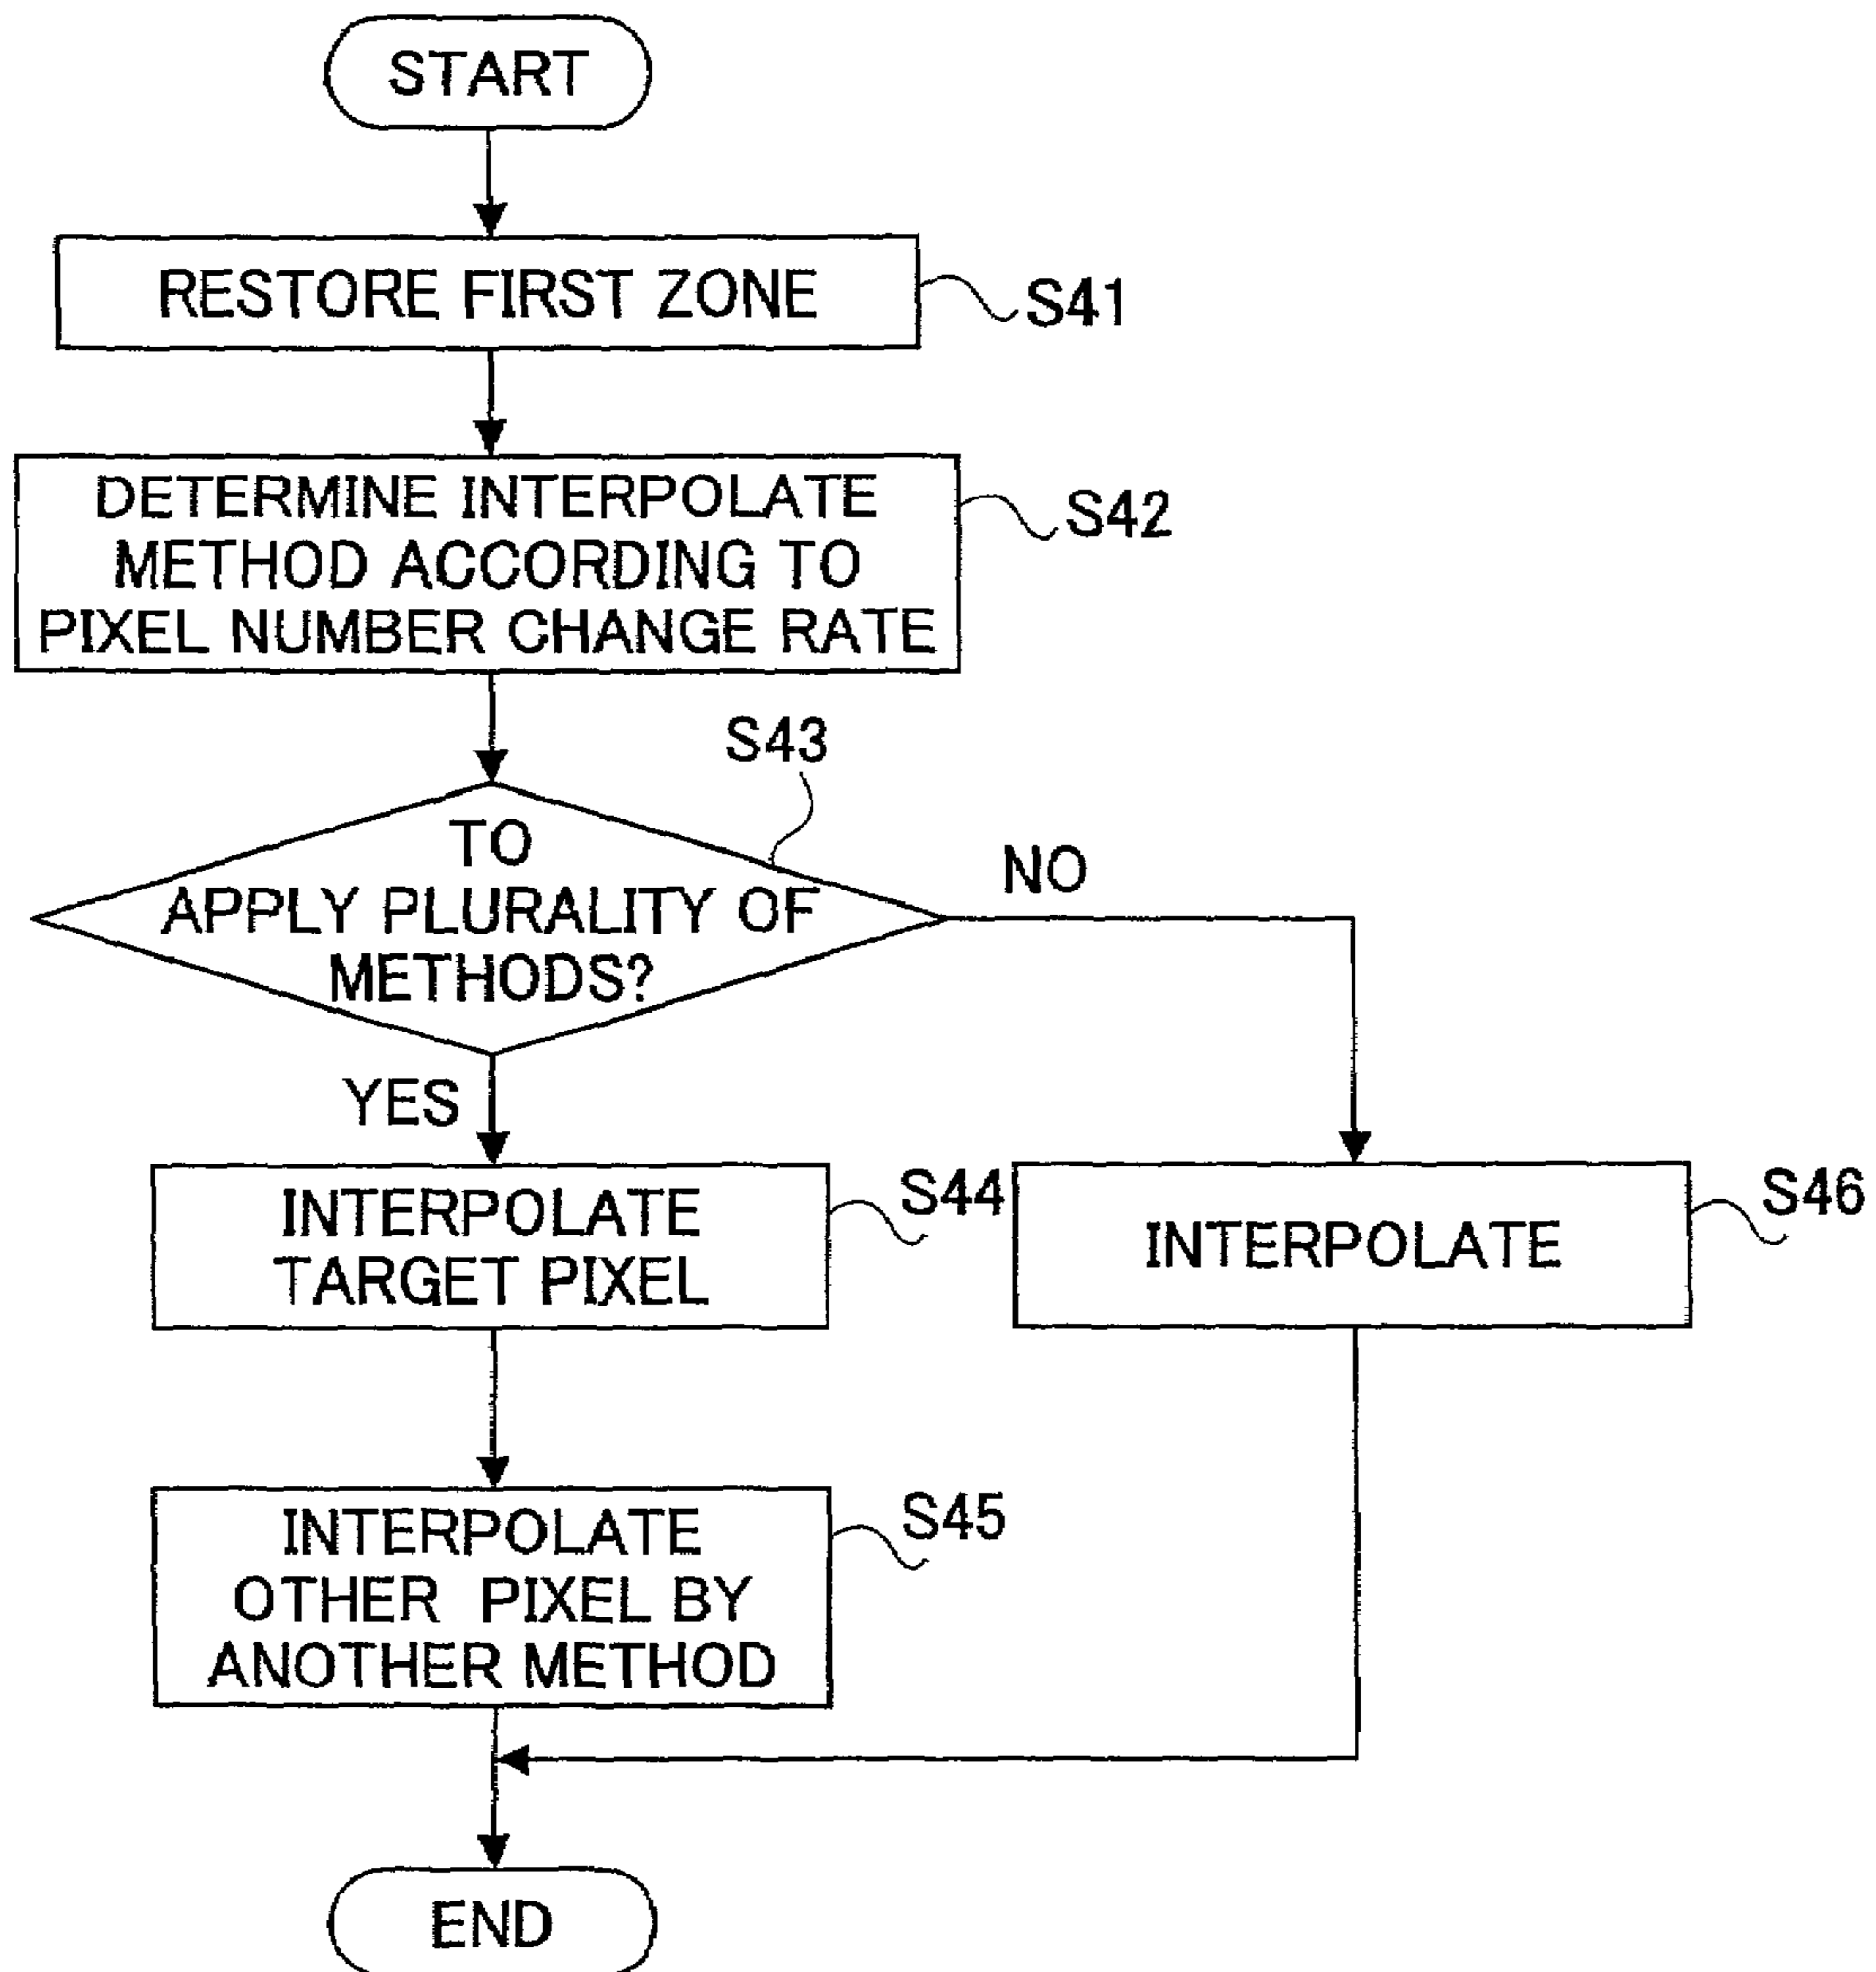 START
RESTORE FIRST ZONE
S41
DETERMINE INTERPOLATE
METHOD ACCORDING TO
PIXEL NUMBER CHANGE RATE
S42
S43
TO
APPLY PLURALITY OF
METHODS?
NO
YES
INTERPOLATE
TARGET PIXEL
S44
INTERPOLATE
S46
INTERPOLATE
OTHER PIXEL BY
ANOTHER METHOD
S45
END